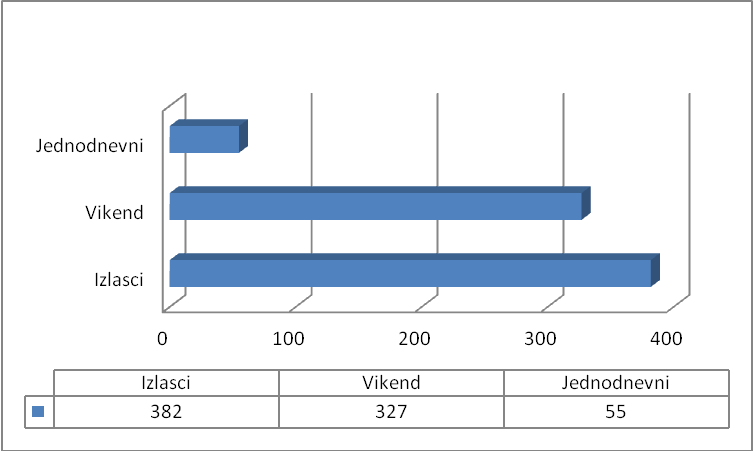 Jednodnevni
Vikend
Izlasci
0 100 200 300 400
Izlasci Vikend Jednodnevni
382 327 55